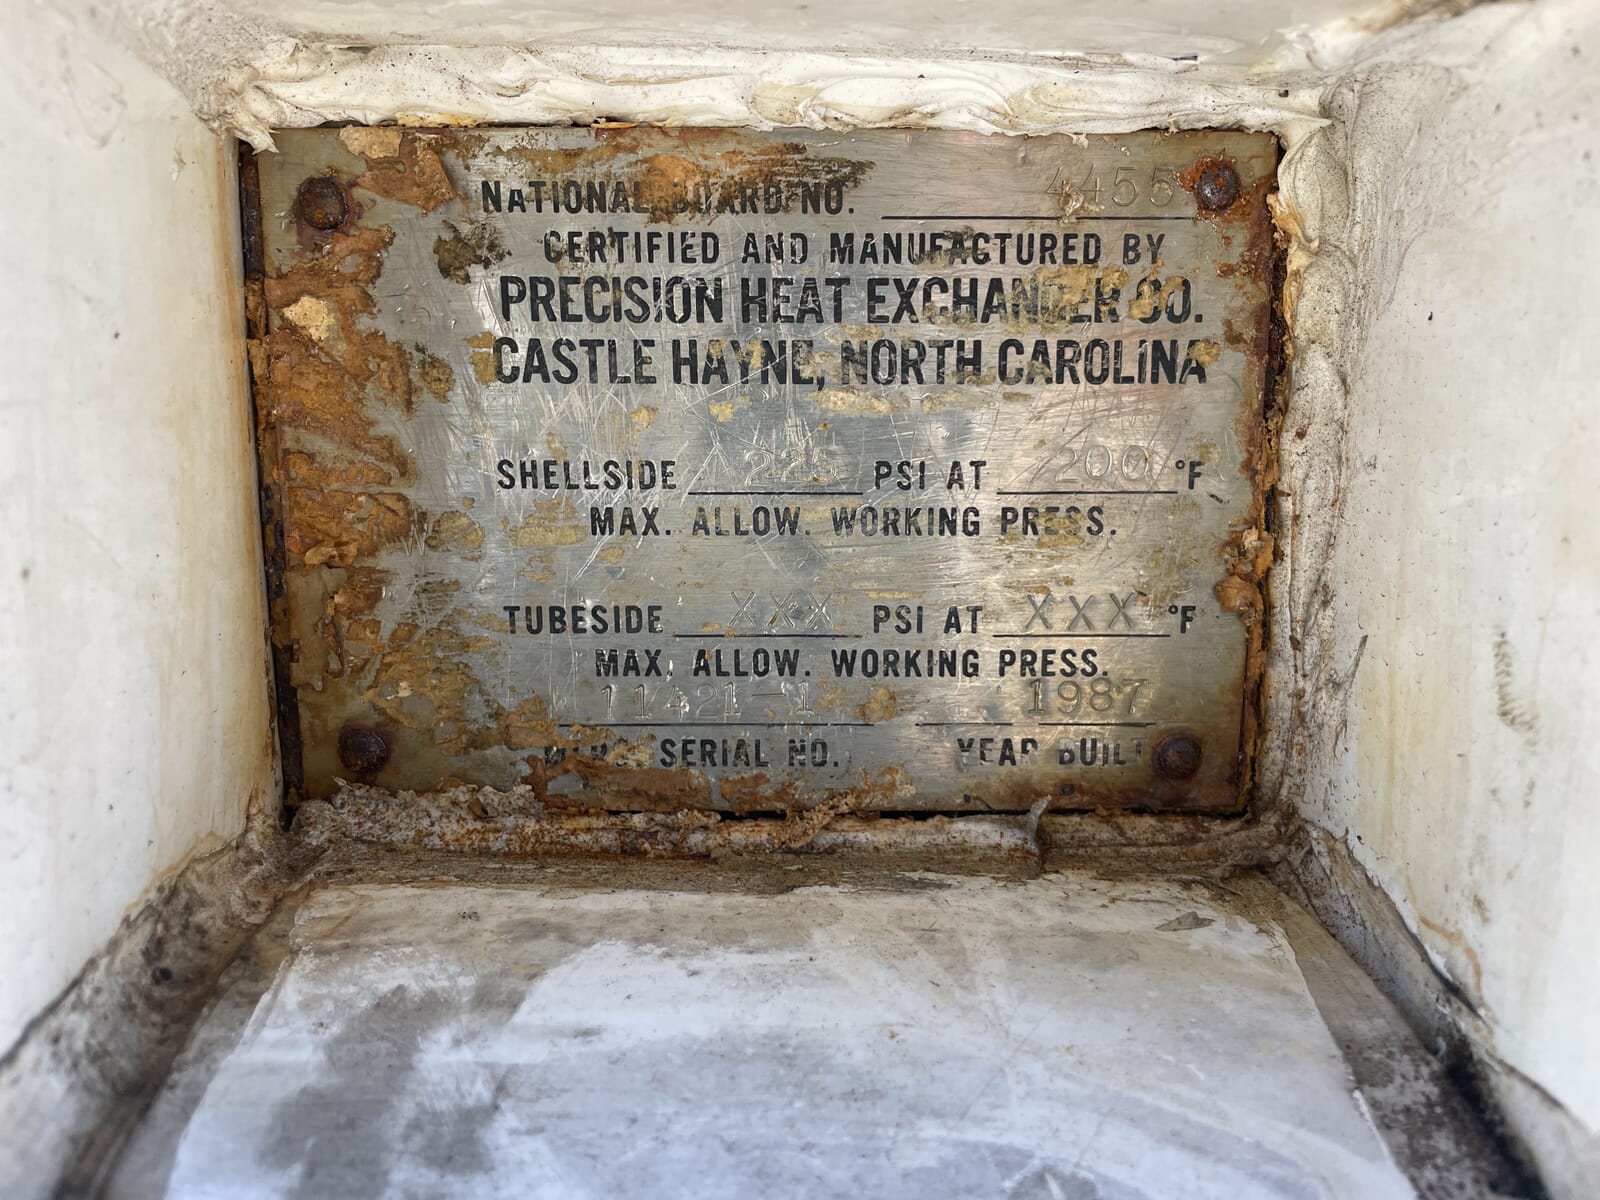 NATIONAL BOARD NO. 4455
CERTIFIED AND MANUFACTURED BY
PRECISION HEAT EXCHANGER CO.
CASTLE HAYNE, NORTH CAROLINA
SHELLSIDE 225 PSI AT 200 °F
MAX. ALLOW. WORKING PRESS.
TUBESIDE XXX PSI AT XXX °F
MAX. ALLOW. WORKING PRESS.
11421-1 1987
SERIAL NO. YEAR BUILT